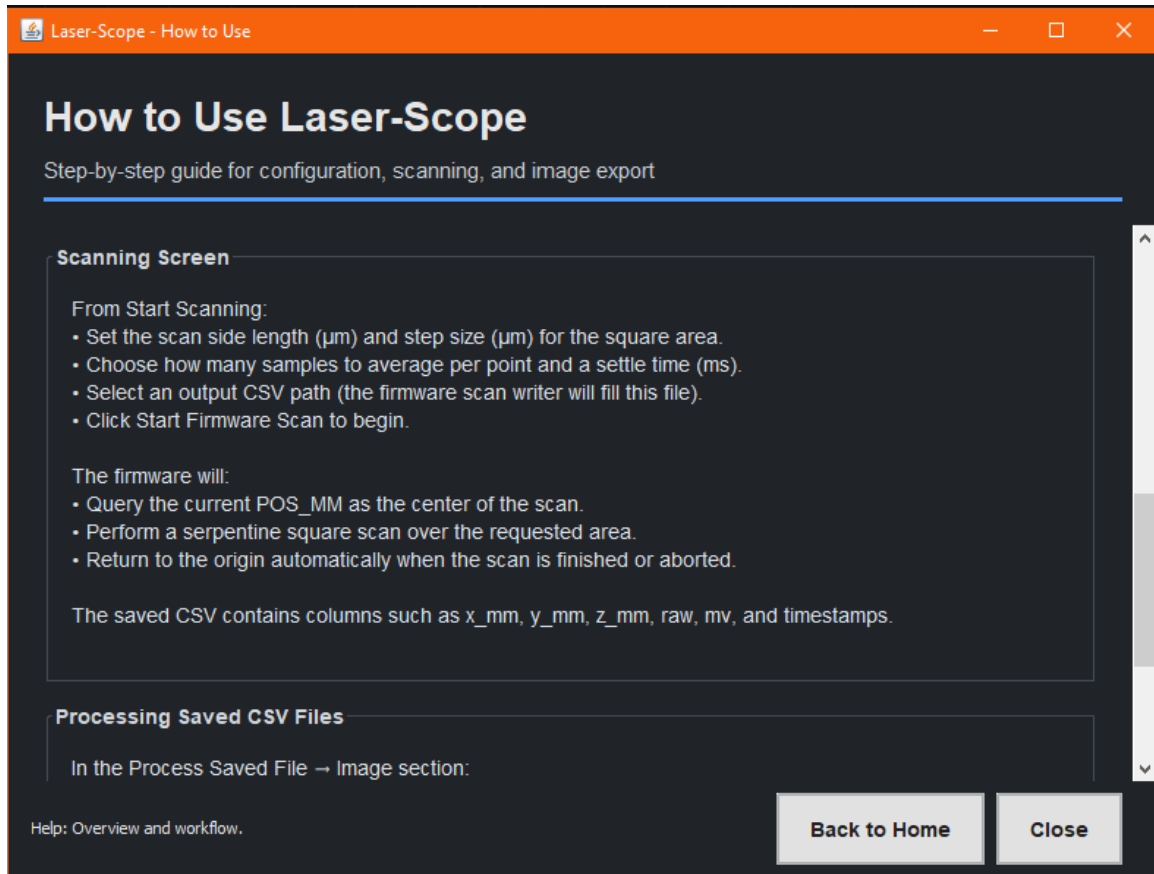 Laser-Scope - How to Use
How to Use Laser-Scope
Step-by-step guide for configuration, scanning, and image export
Scanning Screen
From Start Scanning:
• Set the scan side length (µm) and step size (µm) for the square area.
• Choose how many samples to average per point and a settle time (ms).
• Select an output CSV path (the firmware scan writer will fill this file).
• Click Start Firmware Scan to begin.
The firmware will:
• Query the current POS_MM as the center of the scan.
• Perform a serpentine square scan over the requested area.
• Return to the origin automatically when the scan is finished or aborted.
The saved CSV contains columns such as x_mm, y_mm, z_mm, raw, mv, and timestamps.
Processing Saved CSV Files
In the Process Saved File → Image section:
Help: Overview and workflow.
Back to Home
Close